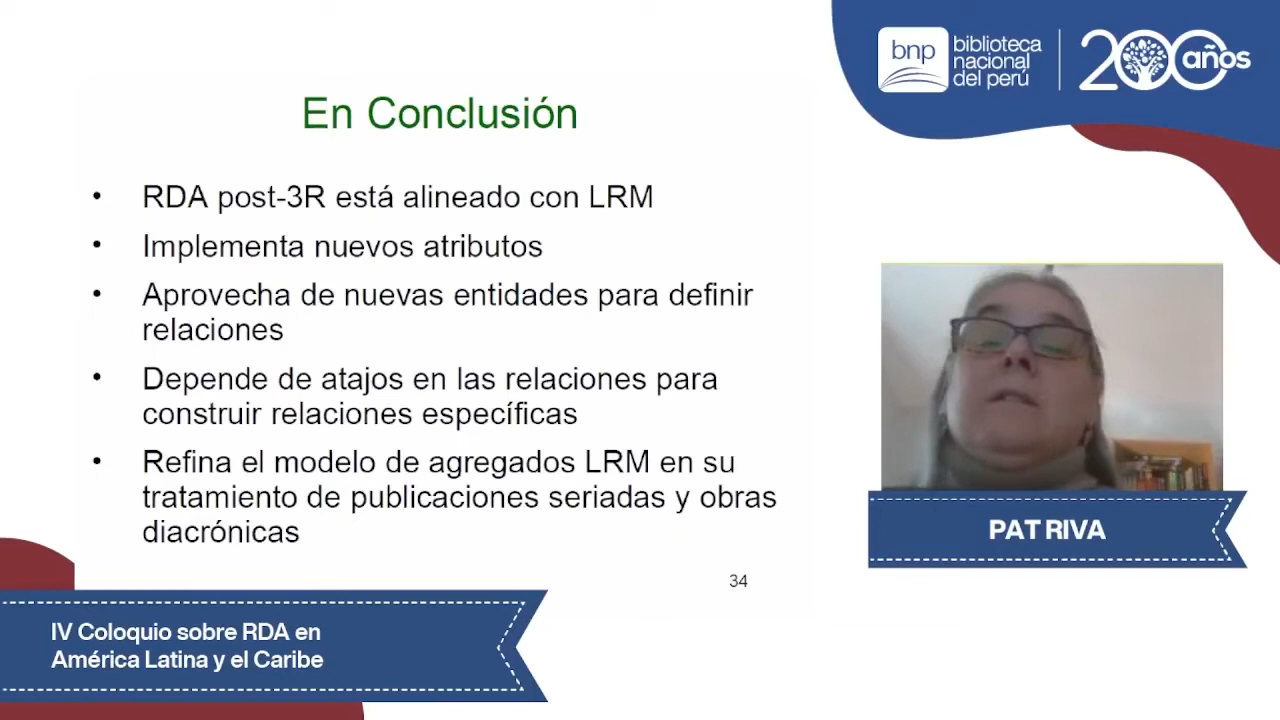 En Conclusión
• RDA post-3R está alineado con LRM
• Implementa nuevos atributos
• Aprovecha de nuevas entidades para definir
relaciones
• Depende de atajos en las relaciones para
construir relaciones específicas
• Refina el modelo de agregados LRM en su
tratamiento de publicaciones seriadas y obras
diacrónicas
34
bnp
biblioteca
nacional
del perú
200 años
PAT RIVA
IV Coloquio sobre RDA en
América Latina y el Caribe